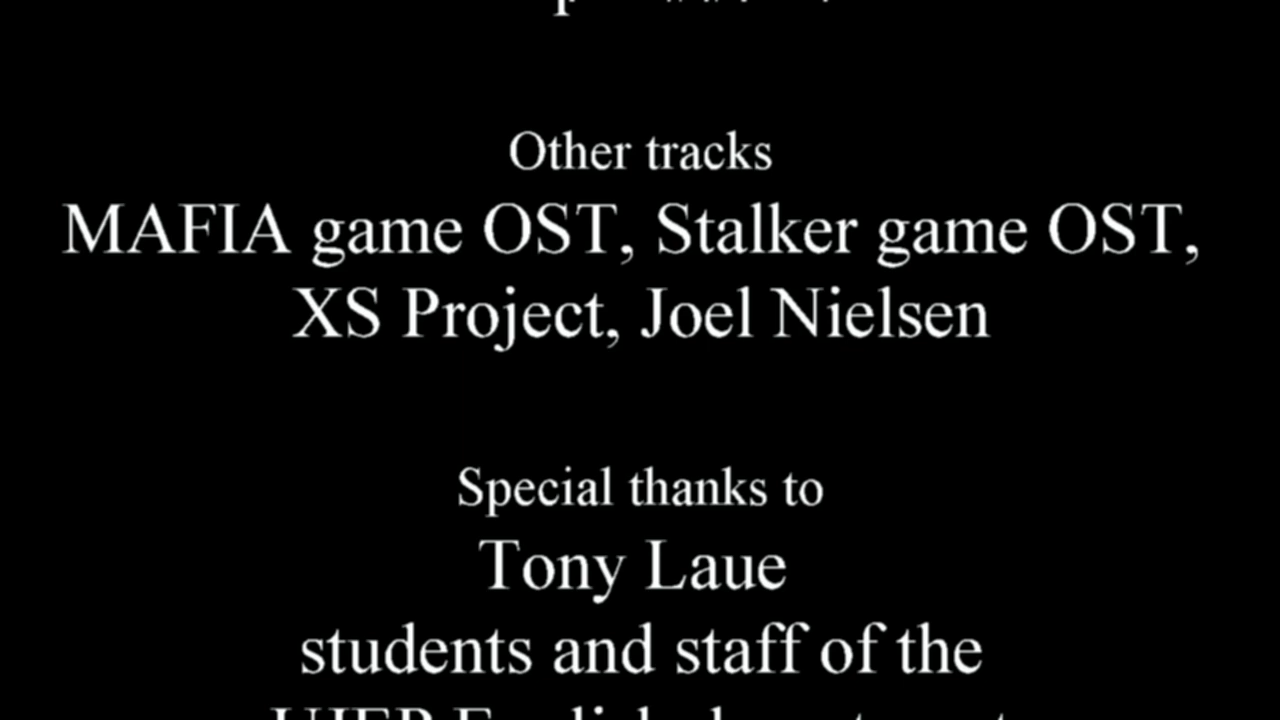 Other tracks
MAFIA game OST, Stalker game OST,
XS Project, Joel Nielsen
Special thanks to
Tony Laue
students and staff of the